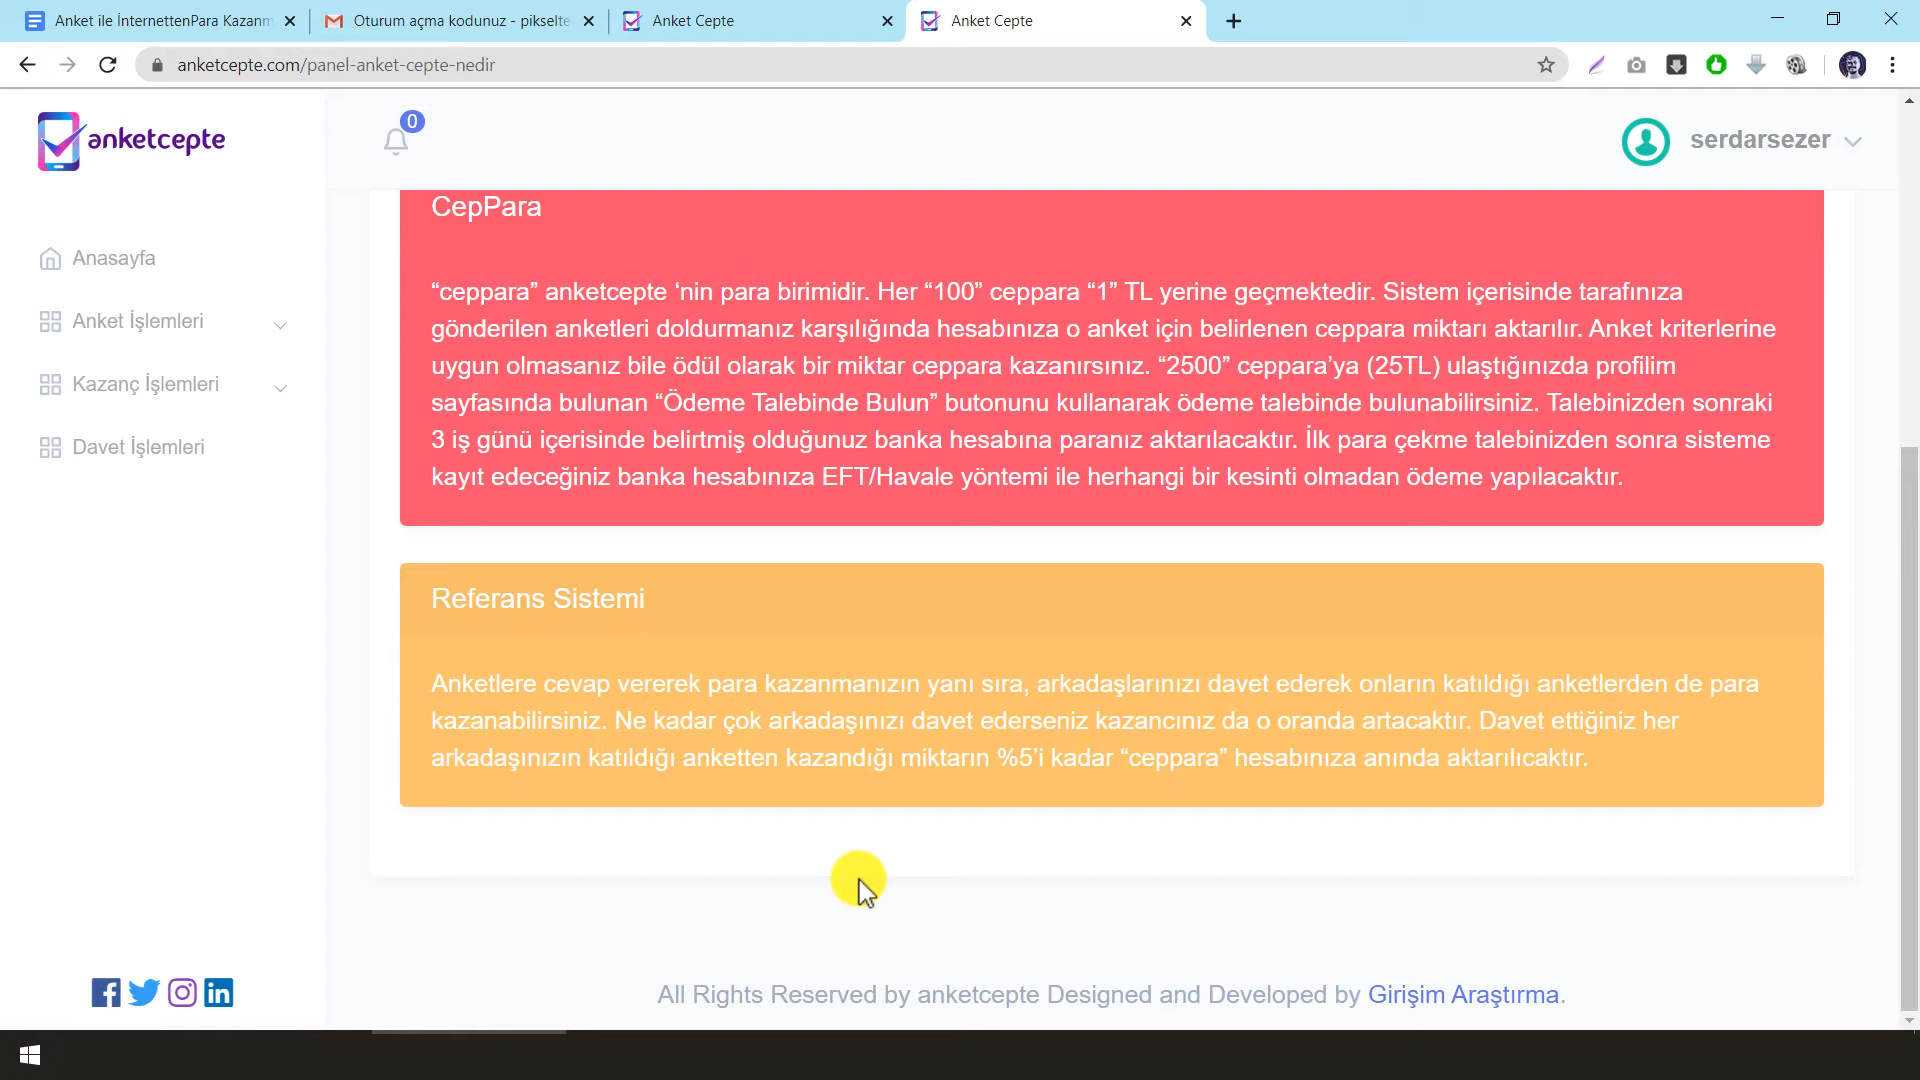 Anket ile İnternettenPara Kazanm
Oturum açma kodunuz - pikselte
Anket Cepte
Anket Cepte
anketcepte.com/panel-anket-cepte-nedir
anketcepte
0
serdarsezer
Anasayfa
Anket İşlemleri
Kazanç İşlemleri
Davet İşlemleri
CepPara
“ceppara” anketcepte ‘nin para birimidir. Her “100” ceppara “1” TL yerine geçmektedir. Sistem içerisinde tarafınıza
gönderilen anketleri doldurmanız karşılığında hesabınıza o anket için belirlenen ceppara miktarı aktarılır. Anket kriterlerine
uygun olmasanız bile ödül olarak bir miktar ceppara kazanırsınız. “2500” ceppara’ya (25TL) ulaştığınızda profilim
sayfasında bulunan “Ödeme Talebinde Bulun” butonunu kullanarak ödeme talebinde bulunabilirsiniz. Talebinizden sonraki
3 iş günü içerisinde belirtmiş olduğunuz banka hesabına paranız aktarılacaktır. İlk para çekme talebinizden sonra sisteme
kayıt edeceğiniz banka hesabınıza EFT/Havale yöntemi ile herhangi bir kesinti olmadan ödeme yapılacaktır.
Referans Sistemi
Anketlere cevap vererek para kazanmanızın yanı sıra, arkadaşlarınızı davet ederek onların katıldığı anketlerden de para
kazanabilirsiniz. Ne kadar çok arkadaşınızı davet ederseniz kazancınız da o oranda artacaktır. Davet ettiğiniz her
arkadaşınızın katıldığı anketten kazandığı miktarın %5’i kadar “ceppara” hesabınıza anında aktarılıcaktır.
All Rights Reserved by anketcepte Designed and Developed by Girişim Araştırma.